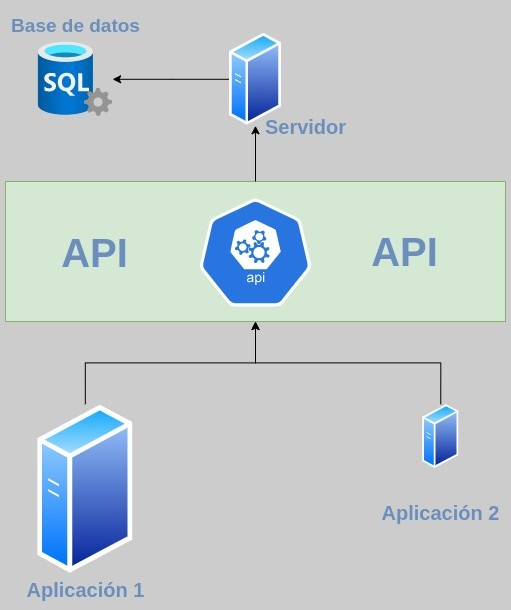 Base de datos
SQL
Servidor
API
api
API
Aplicación 1
Aplicación 2